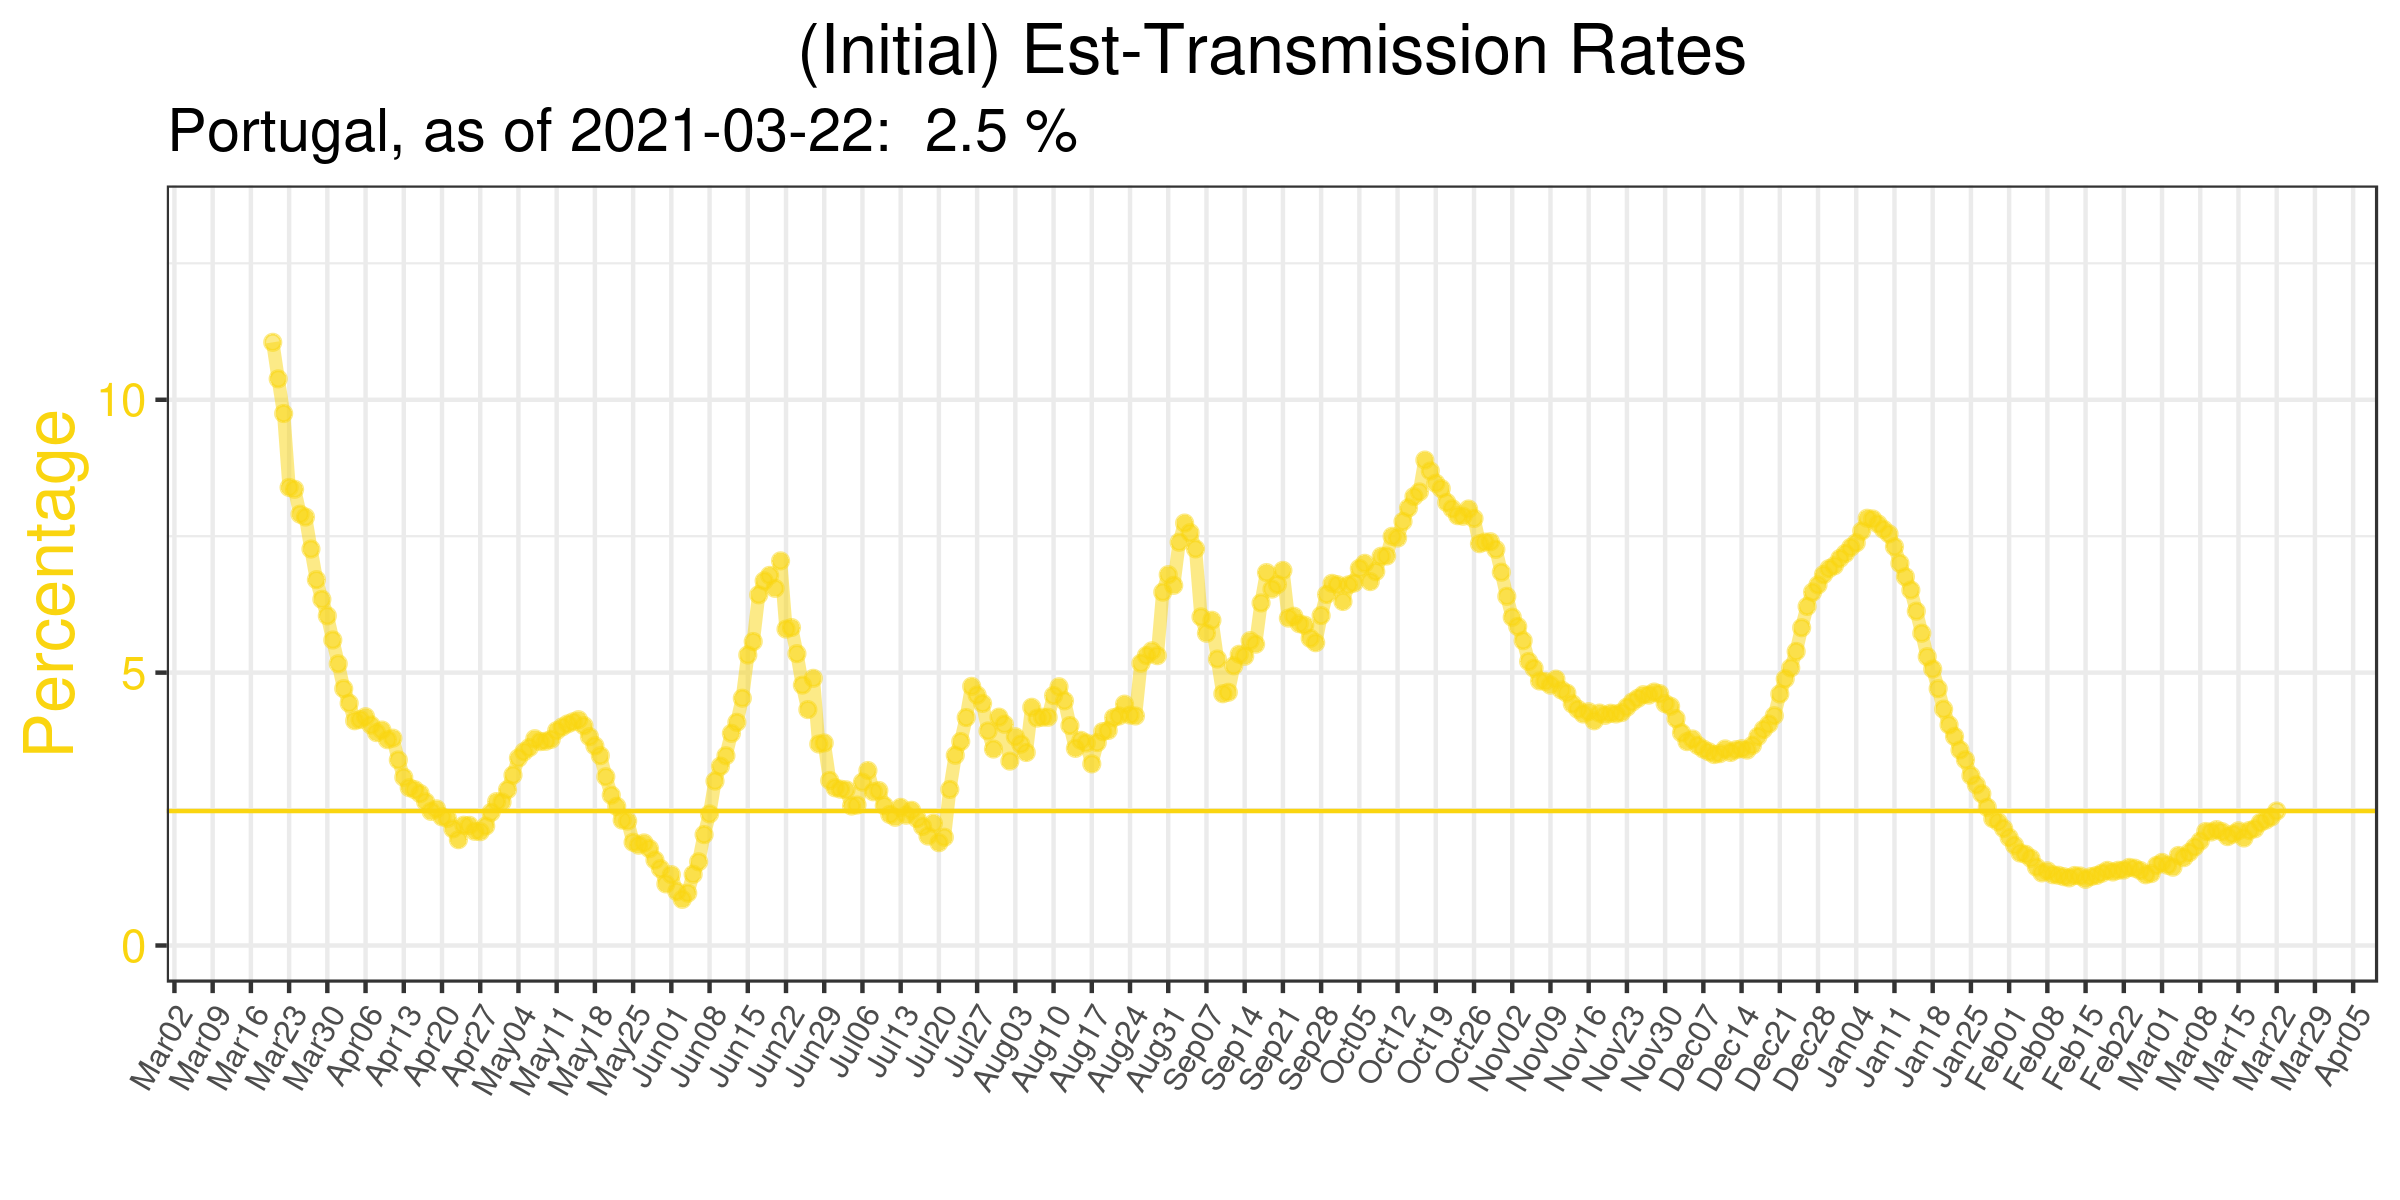 (Initial) Est-Transmission Rates
Portugal, as of 2021-03-22:  2.5 %
Percentage
10
5
0
Mar02
Mar09
Mar16
Mar23
Mar30
Apr06
Apr13
Apr20
Apr27
May04
May11
May18
May25
Jun01
Jun08
Jun15
Jun22
Jun29
Jul06
Jul13
Jul20
Jul27
Aug03
Aug10
Aug17
Aug24
Aug31
Sep07
Sep14
Sep21
Sep28
Oct05
Oct12
Oct19
Oct26
Nov02
Nov09
Nov16
Nov23
Nov30
Dec07
Dec14
Dec21
Dec28
Jan04
Jan11
Jan18
Jan25
Feb01
Feb08
Feb15
Feb22
Mar01
Mar08
Mar15
Mar22
Mar29
Apr05